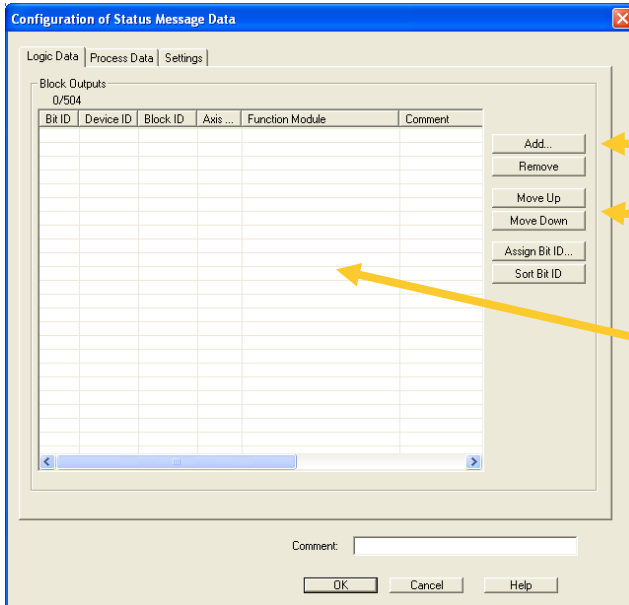 Configuration of Status Message Data
Logic Data Process Data Settings
Block Outputs
0/504
Bit ID Device ID Block ID Axis ... Function Module Comment
Add...
Remove
Move Up
Move Down
Assign Bit ID...
Sort Bit ID
Comment:
OK Cancel Help